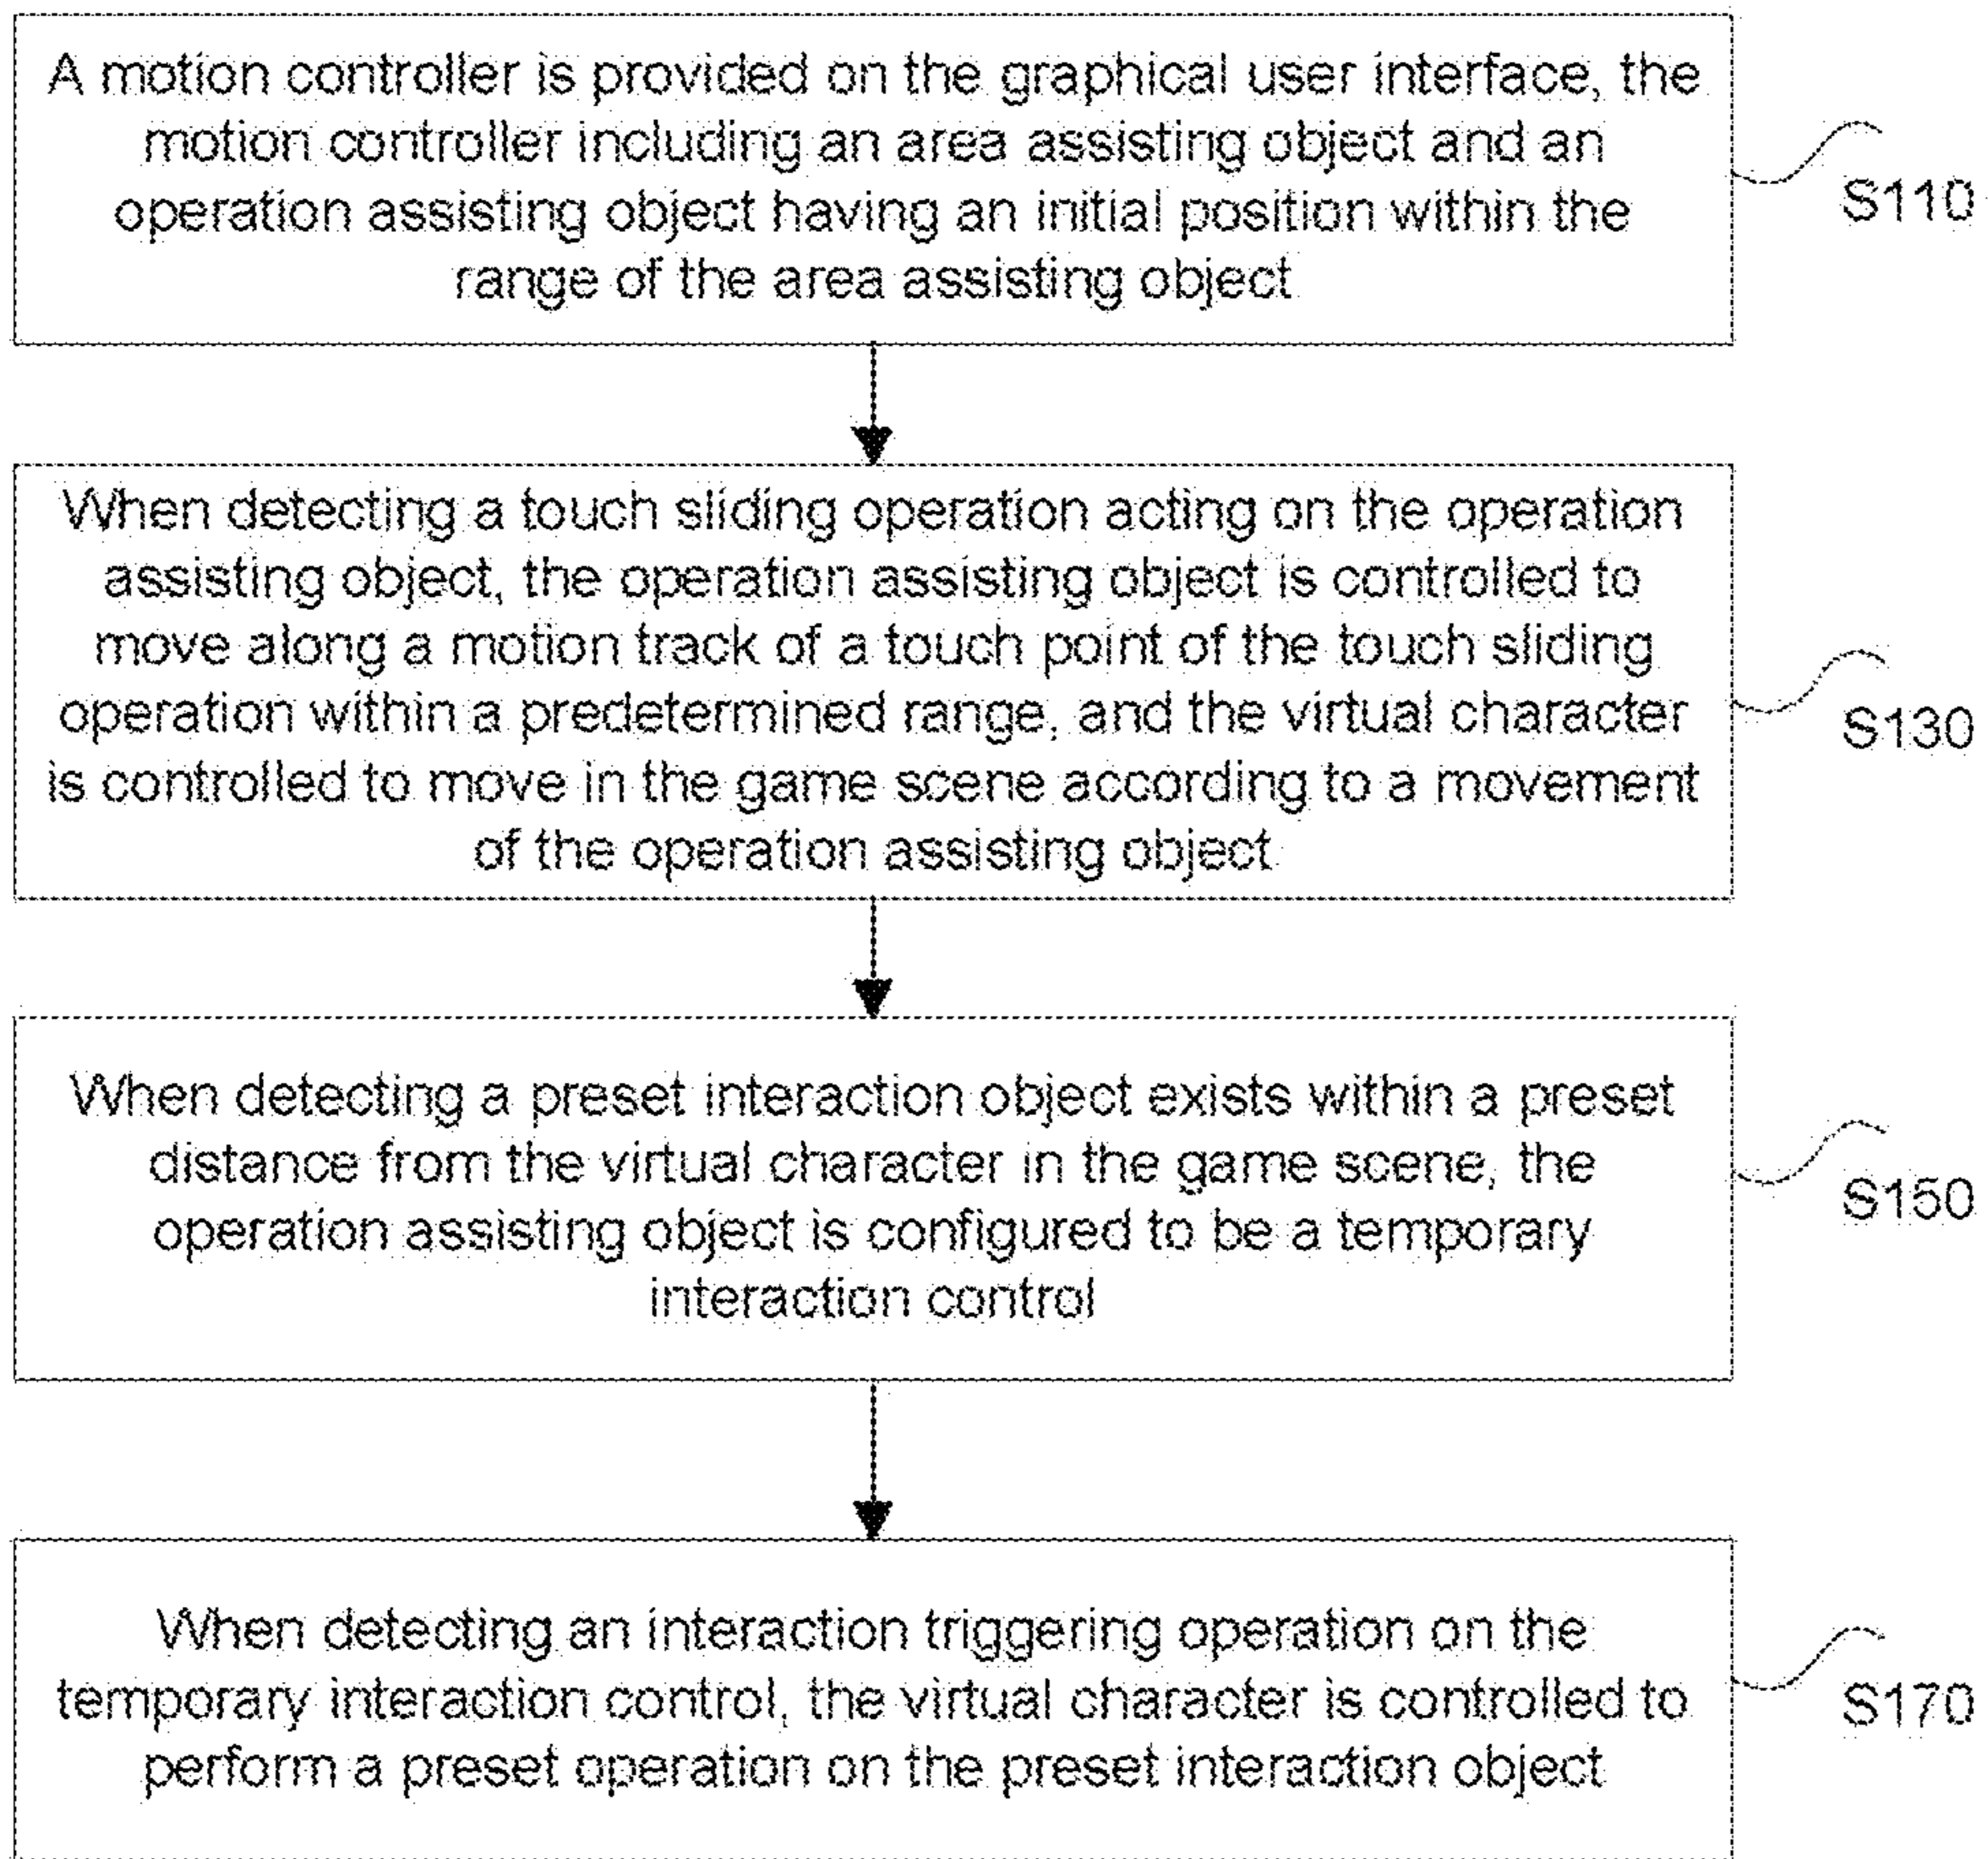 A motion controller is provided on the graphical user interface, the
motion controller including an area assisting object and an
operation assisting object having an initial position within the
range of the area assisting object
S110
When detecting a touch sliding operation acting on the operation
assisting object, the operation assisting object is controlled to
move along a motion track of a touch point of the touch sliding
operation within a predetermined range, and the virtual character
is controlled to move in the game scene according to a movement
of the operation assisting object
S130
When detecting a preset interaction object exists within a preset
distance from the virtual character in the game scene, the
operation assisting object is configured to be a temporary
interaction control
S150
When detecting an interaction triggering operation on the
temporary interaction control, the virtual character is controlled to
perform a preset operation on the preset interaction object
S170